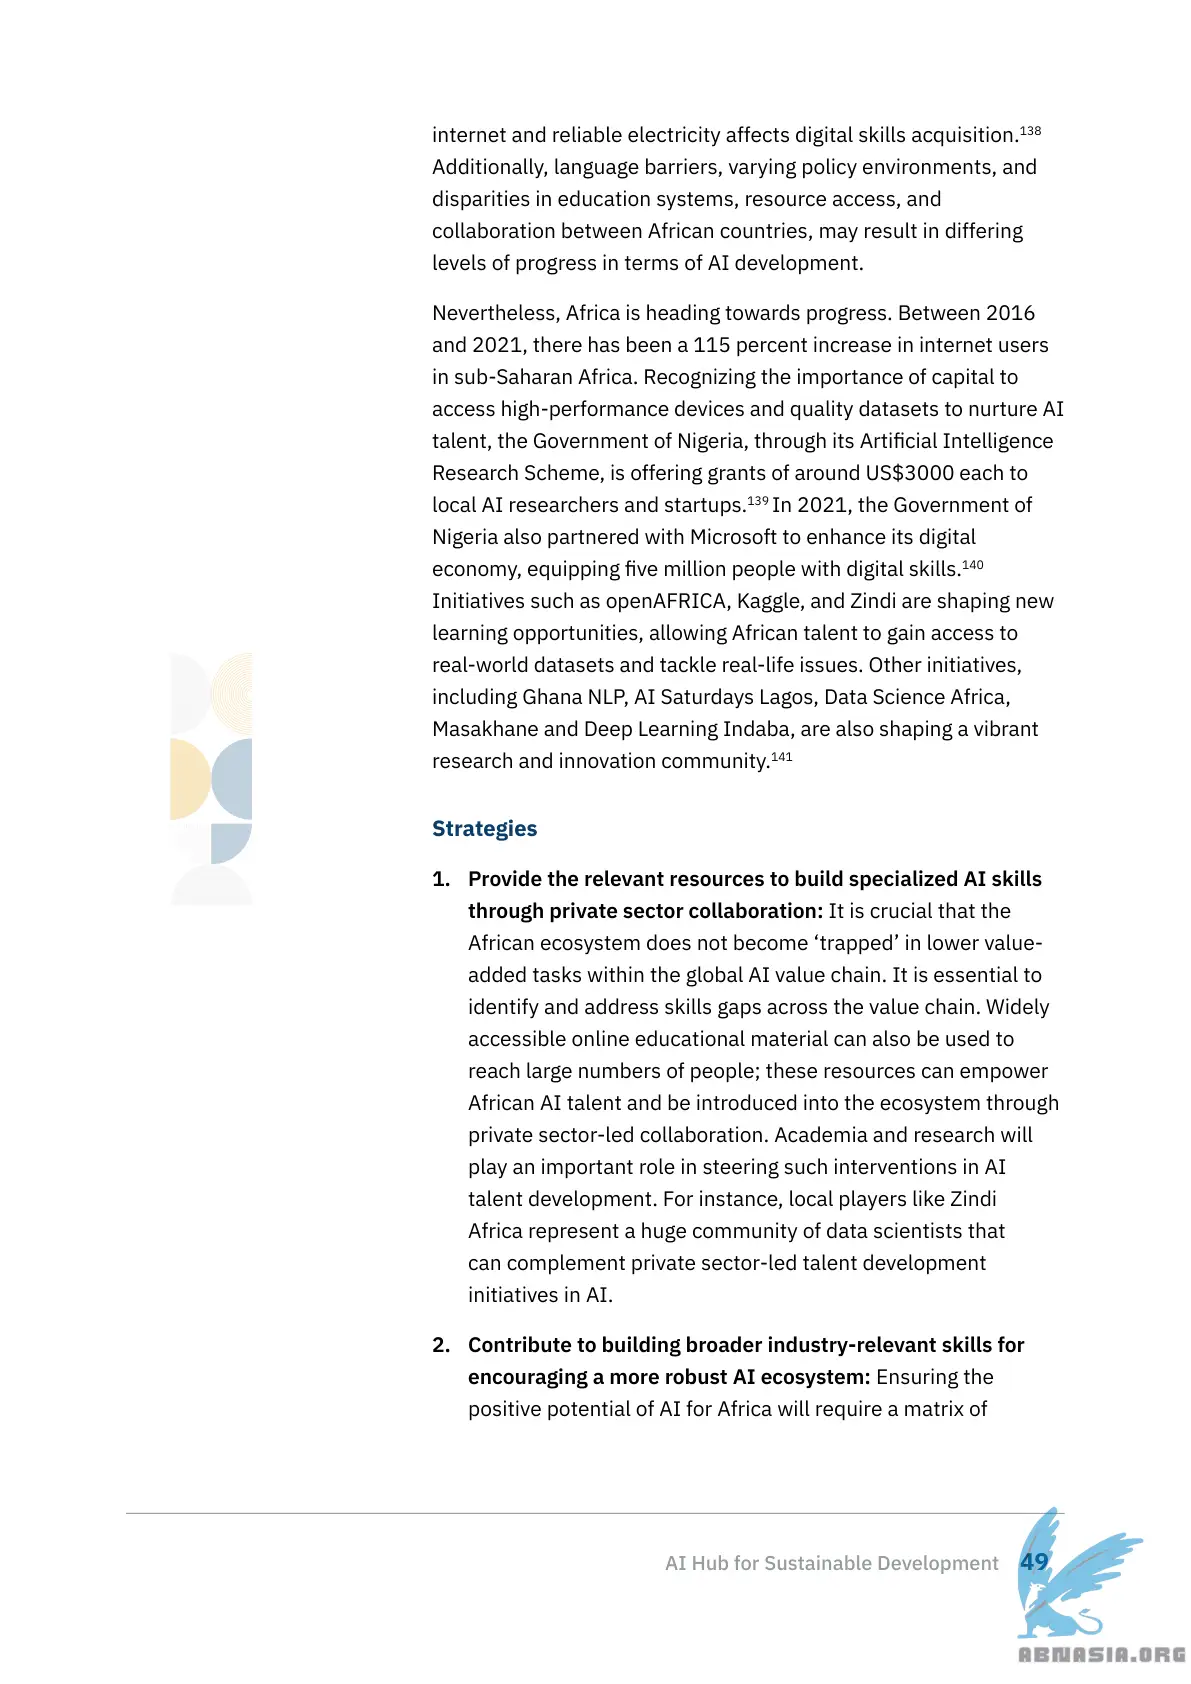 internet and reliable electricity affects digital skills acquisition.138
Additionally, language barriers, varying policy environments, and
disparities in education systems, resource access, and
collaboration between African countries, may result in differing
levels of progress in terms of AI development.
Nevertheless, Africa is heading towards progress. Between 2016
and 2021, there has been a 115 percent increase in internet users
in sub-Saharan Africa. Recognizing the importance of capital to
access high-performance devices and quality datasets to nurture AI
talent, the Government of Nigeria, through its Artificial Intelligence
Research Scheme, is offering grants of around US$3000 each to
local AI researchers and startups.139 In 2021, the Government of
Nigeria also partnered with Microsoft to enhance its digital
economy, equipping five million people with digital skills.140
Initiatives such as openAFRICA, Kaggle, and Zindi are shaping new
learning opportunities, allowing African talent to gain access to
real-world datasets and tackle real-life issues. Other initiatives,
including Ghana NLP, AI Saturdays Lagos, Data Science Africa,
Masakhane and Deep Learning Indaba, are also shaping a vibrant
research and innovation community.141
Strategies
1. Provide the relevant resources to build specialized AI skills
through private sector collaboration: It is crucial that the
African ecosystem does not become ‘trapped’ in lower value-
added tasks within the global AI value chain. It is essential to
identify and address skills gaps across the value chain. Widely
accessible online educational material can also be used to
reach large numbers of people; these resources can empower
African AI talent and be introduced into the ecosystem through
private sector-led collaboration. Academia and research will
play an important role in steering such interventions in AI
talent development. For instance, local players like Zindi
Africa represent a huge community of data scientists that
can complement private sector-led talent development
initiatives in AI.
2. Contribute to building broader industry-relevant skills for
encouraging a more robust AI ecosystem: Ensuring the
positive potential of AI for Africa will require a matrix of
AI Hub for Sustainable Development 49
ABNASIA.ORG